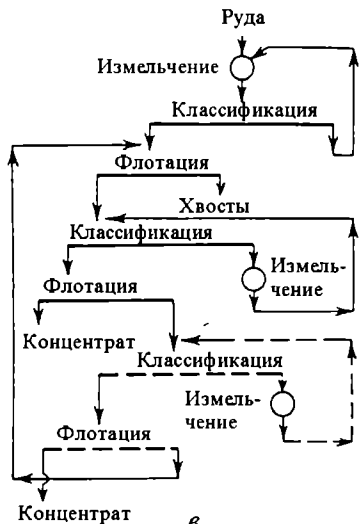 Руда
Измельчение
Классификация
Флотация
Хвосты
Классификация
Измель-
чение
Флотация
Концентрат
Классификация
Измель-
чение
Флотация
Концентрат
в